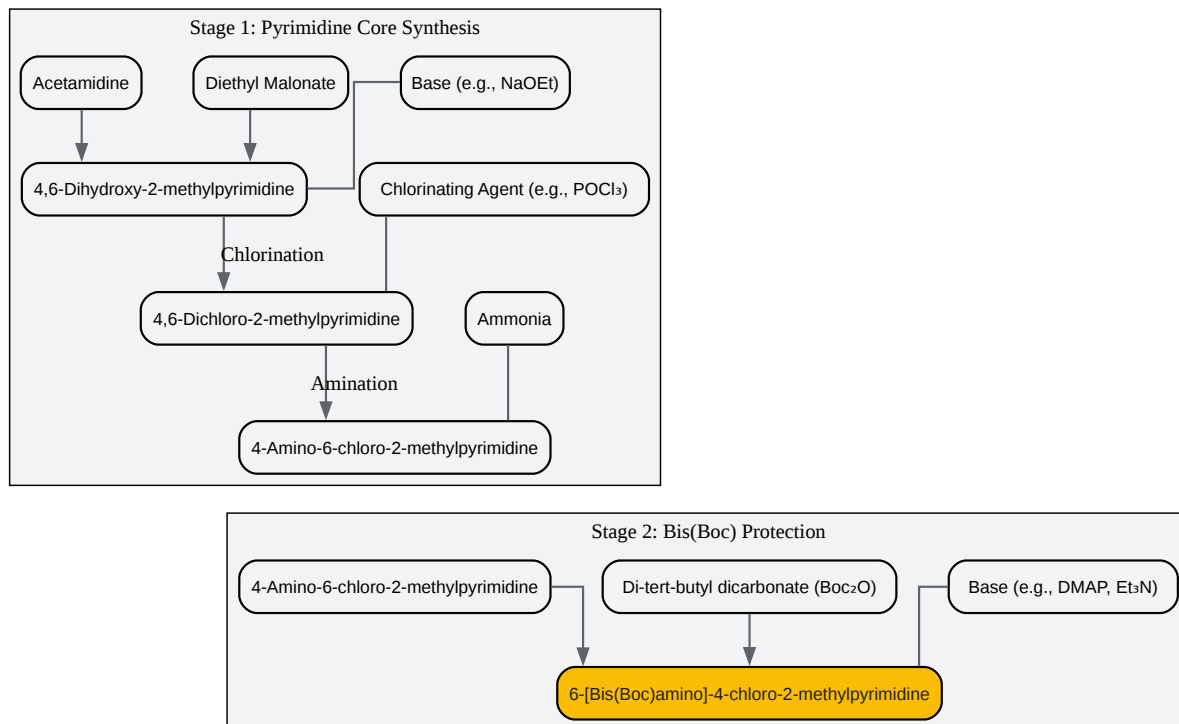 Stage 1: Pyrimidine Core Synthesis
Acetamidine
Diethyl Malonate
Base (e.g., NaOEt)
4,6-Dihydroxy-2-methylpyrimidine
Chlorinating Agent (e.g., POCl₃)
Chlorination
4,6-Dichloro-2-methylpyrimidine
Ammonia
Amination
4-Amino-6-chloro-2-methylpyrimidine
Stage 2: Bis(Boc) Protection
4-Amino-6-chloro-2-methylpyrimidine
Di-tert-butyl dicarbonate (Boc₂O)
Base (e.g., DMAP, Et₃N)
6-[Bis(Boc)amino]-4-chloro-2-methylpyrimidine